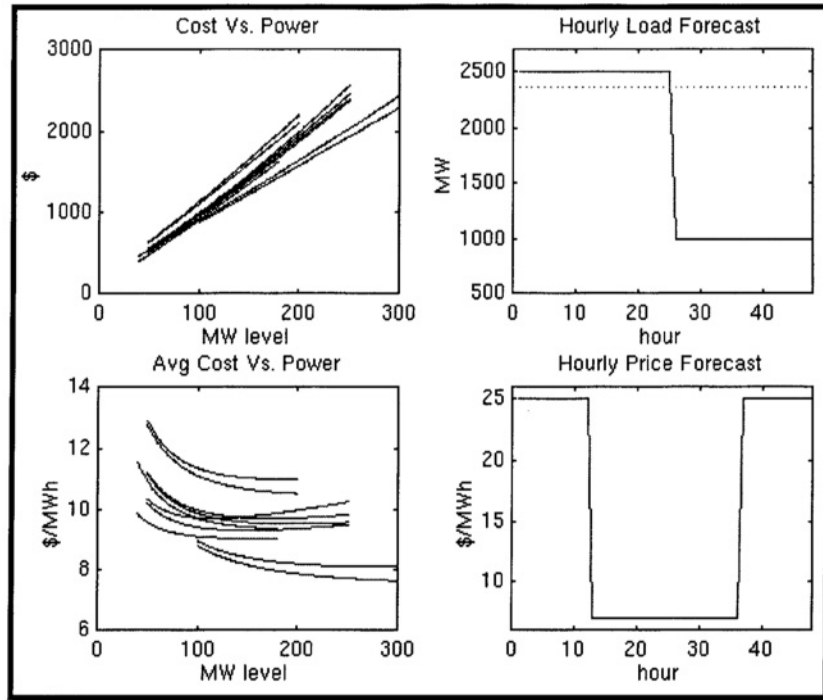 Cost Vs. Power
3000
2000
1000
0
$
0 100 200 300
MW level
Hourly Load Forecast
2500
2000
1500
1000
500
MW
0 10 20 30 40
hour
Avg Cost Vs. Power
14
12
10
8
6
$/MWh
0 100 200 300
MW level
Hourly Price Forecast
25
20
15
10
$/MWh
0 10 20 30 40
hour